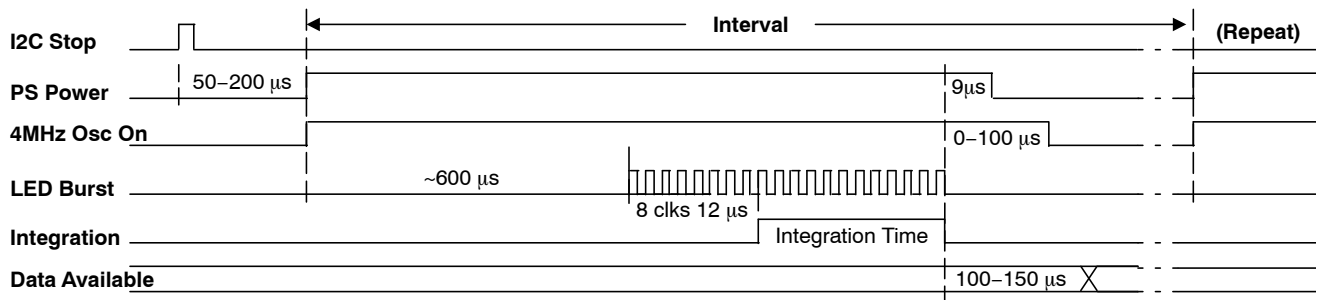 Interval
I2C Stop
(Repeat)
50−200 μs
PS Power
9μs
4MHz Osc On
0−100 μs
~600 μs
LED Burst
8 clks 12 μs
Integration
Integration Time
Data Available
100−150 μs